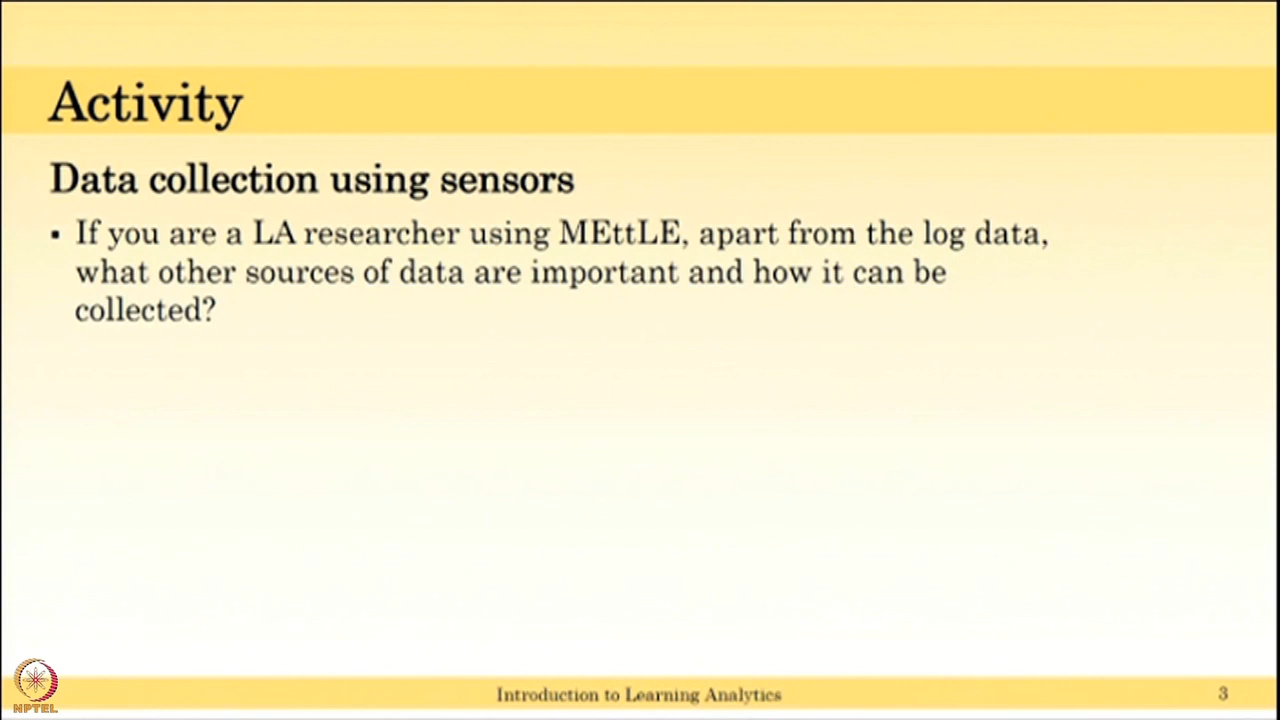 Activity
Data collection using sensors
▪ If you are a LA researcher using MEttLE, apart from the log data,
what other sources of data are important and how it can be
collected?
NPTEL
Introduction to Learning Analytics
3